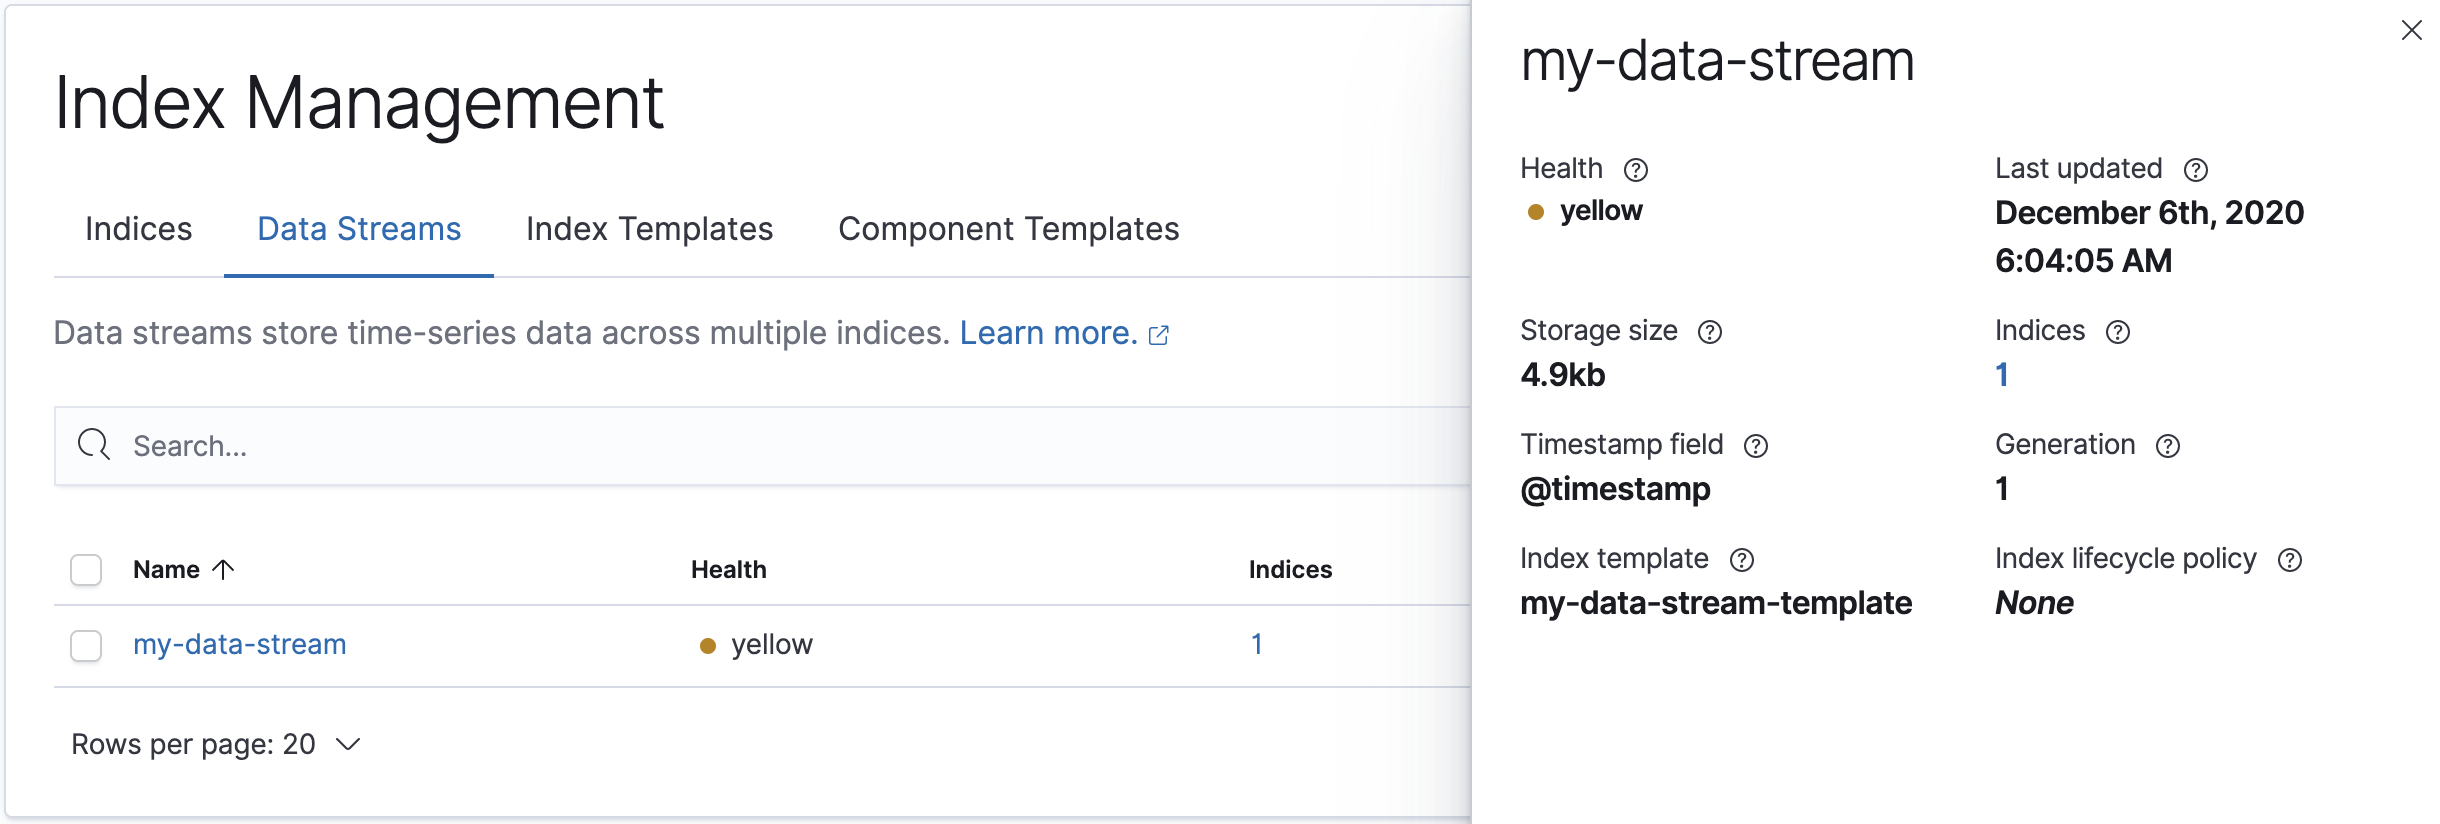 Index Management
Indices Data Streams Index Templates Component Templates
Data streams store time-series data across multiple indices. Learn more.
Search...
Name Health Indices
my-data-stream yellow 1
Rows per page: 20
my-data-stream
Health Last updated
yellow December 6th, 2020
6:04:05 AM
Storage size Indices
4.9kb 1
Timestamp field Generation
@timestamp 1
Index template Index lifecycle policy
my-data-stream-template None